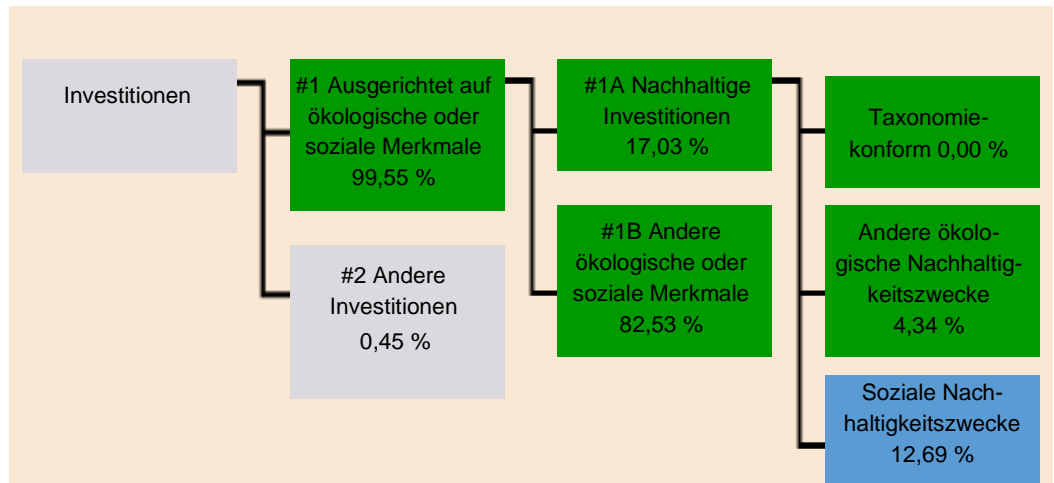 Investitionen
#1 Ausgerichtet auf
ökologische oder
soziale Merkmale
99,55 %
#2 Andere
Investitionen
0,45 %
#1A Nachhaltige
Investitionen
17,03 %
#1B Andere
ökologische oder
soziale Merkmale
82,53 %
Taxonomie-
konform 0,00 %
Andere ökolo-
gische Nachhaltig-
keitszwecke
4,34 %
Soziale Nach-
haltigkeitszwecke
12,69 %